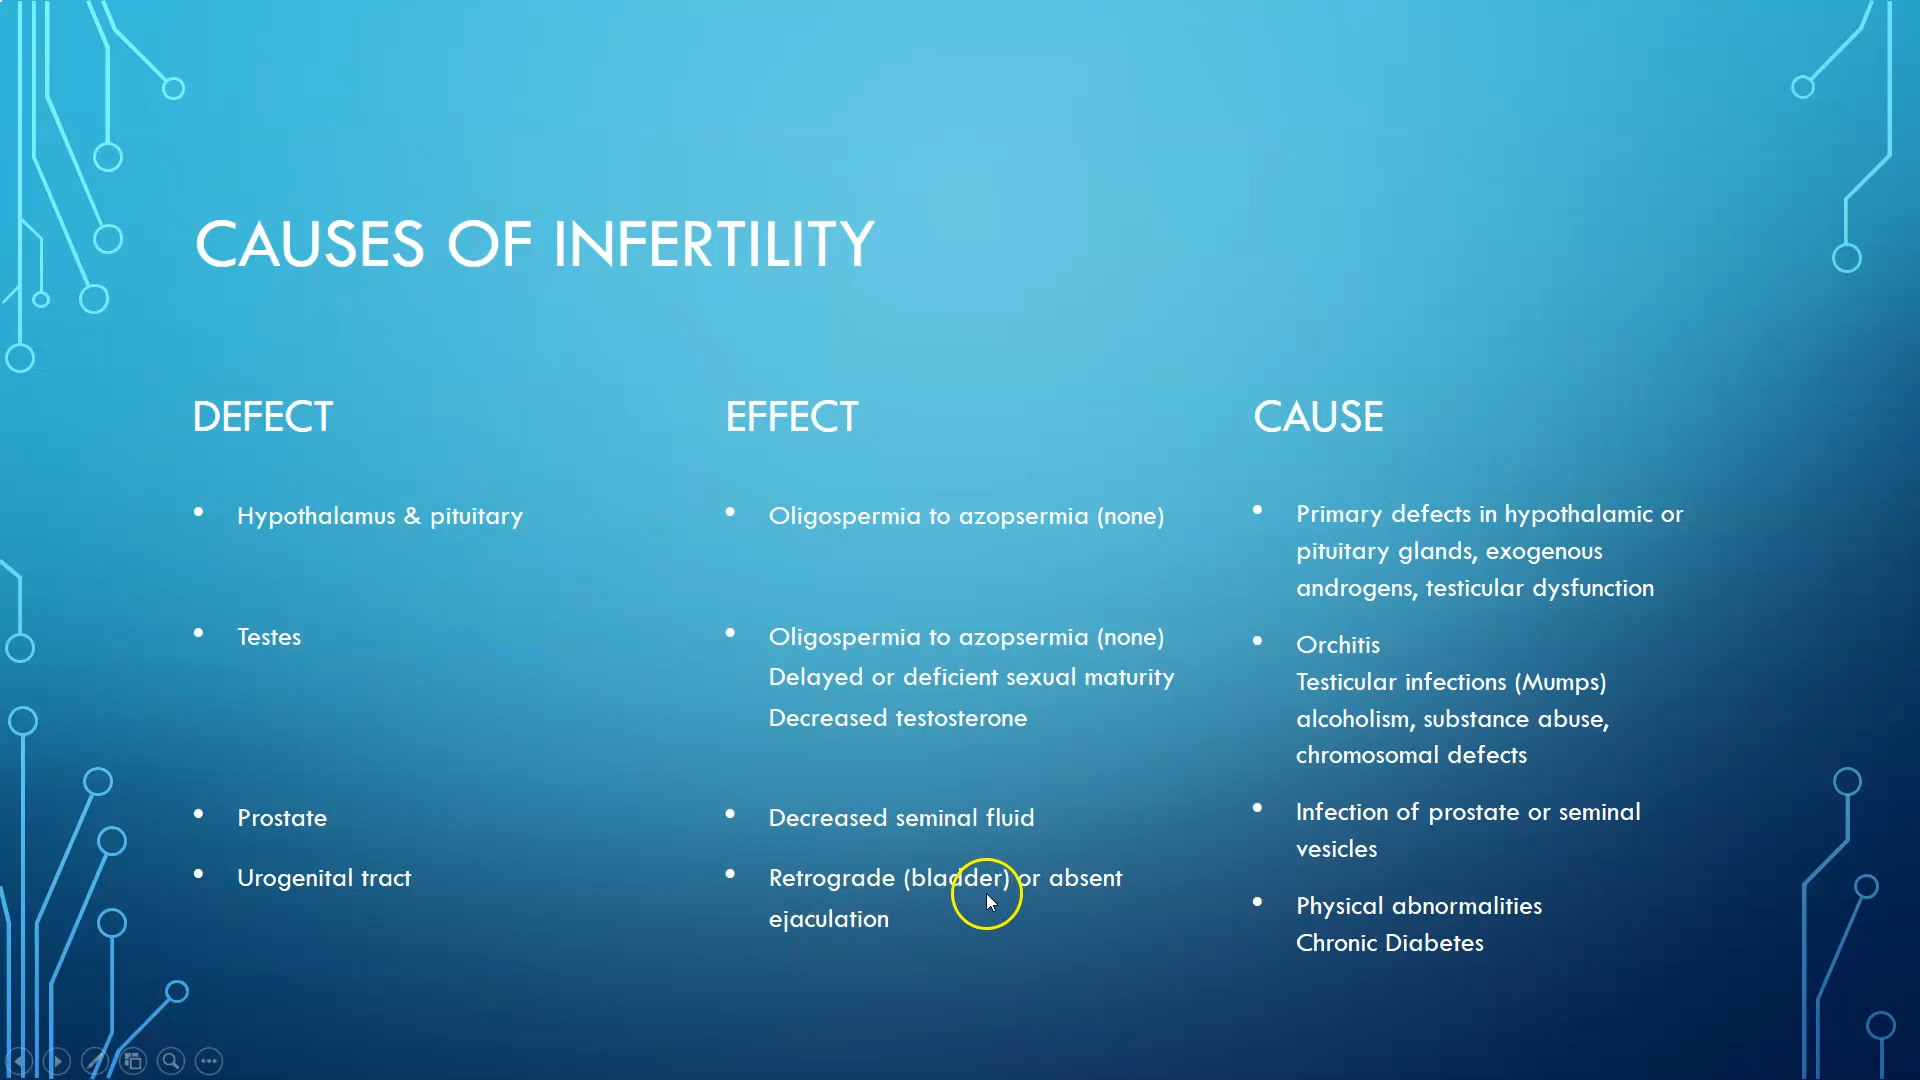 CAUSES OF INFERTILITY
DEFECT
• Hypothalamus & pituitary
• Testes
• Prostate
• Urogenital tract
EFFECT
• Oligospermia to azopsermia (none)
• Oligospermia to azopsermia (none)
Delayed or deficient sexual maturity
Decreased testosterone
• Decreased seminal fluid
• Retrograde (bladder) or absent
ejaculation
CAUSE
• Primary defects in hypothalamic or
pituitary glands, exogenous
androgens, testicular dysfunction
• Orchitis
Testicular infections (Mumps)
alcoholism, substance abuse,
chromosomal defects
• Infection of prostate or seminal
vesicles
• Physical abnormalities
Chronic Diabetes